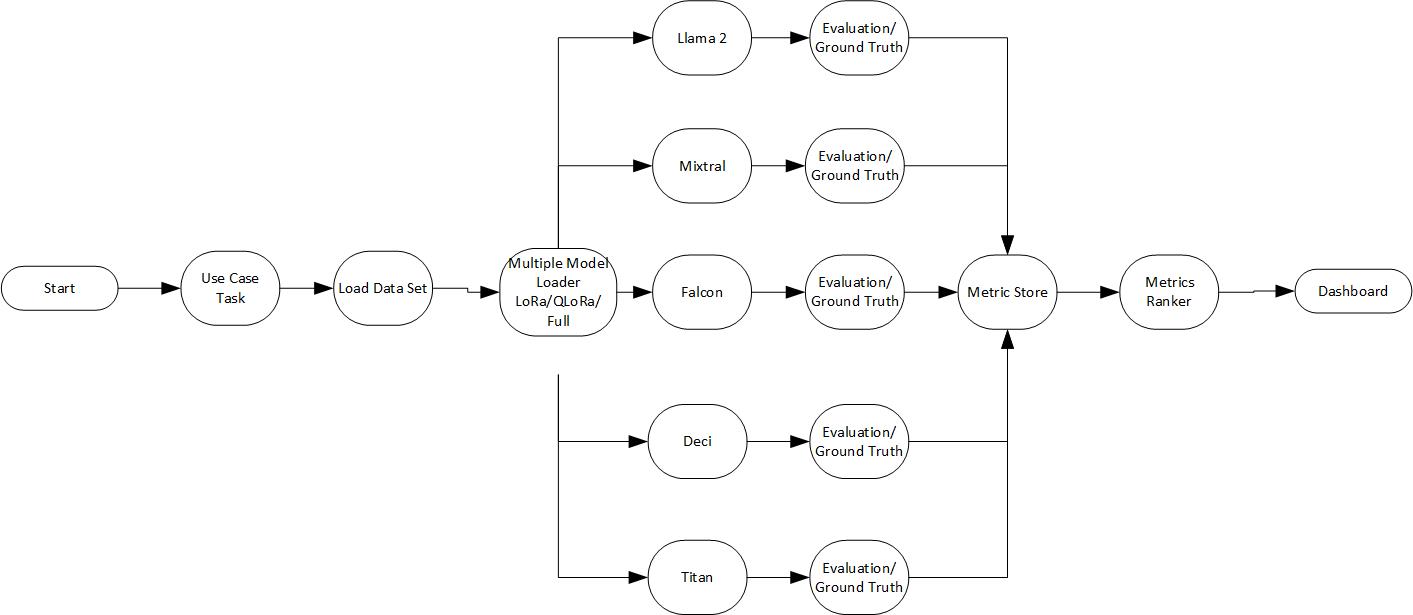 Start
Use Case
Task
Load Data Set
Multiple Model
Loader
LoRa/QLoRa/
Full
Llama 2
Evaluation/
Ground Truth
Mixtral
Evaluation/
Ground Truth
Falcon
Evaluation/
Ground Truth
Deci
Evaluation/
Ground Truth
Titan
Evaluation/
Ground Truth
Metric Store
Metrics
Ranker
Dashboard